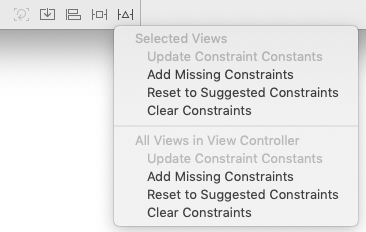 Selected Views
Update Constraint Constants
Add Missing Constraints
Reset to Suggested Constraints
Clear Constraints
All Views in View Controller
Update Constraint Constants
Add Missing Constraints
Reset to Suggested Constraints
Clear Constraints